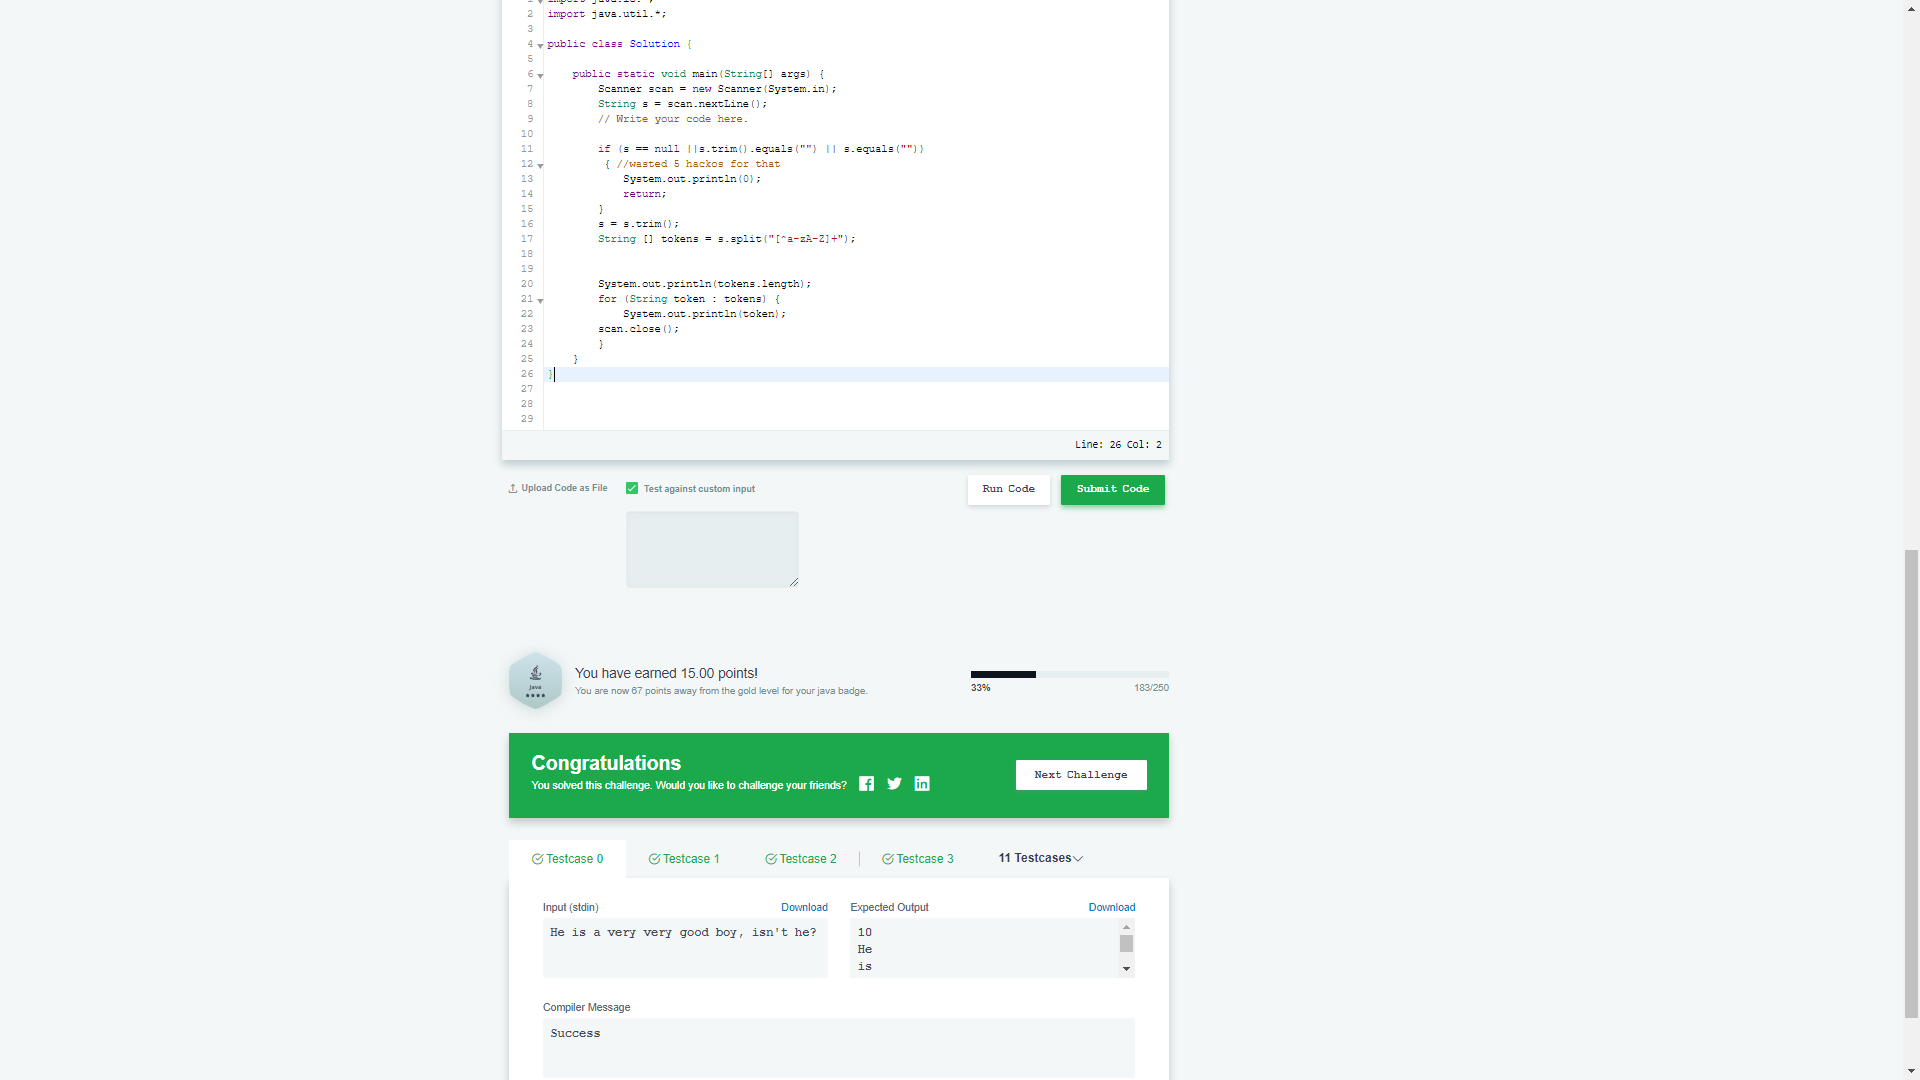 1 import java.io.*;
2 import java.util.*;
3
4 public class Solution {
5
6 public static void main(String[] args) {
7 Scanner scan = new Scanner(System.in);
8 String s = scan.nextLine();
9 // Write your code here.
10
11 if (s == null ||s.trim().equals("") || s.equals(""))
12 { //wasted 5 hackos for that
13 System.out.println(0);
14 return;
15 }
16 s = s.trim();
17 String [] tokens = s.split("[^a-zA-Z]+");
18
19
20 System.out.println(tokens.length);
21 for (String token : tokens) {
22 System.out.println(token);
23 scan.close();
24 }
25 }
26 }
27
28
29
Line: 26 Col: 2
Upload Code as File Test against custom input Run Code Submit Code
Java
You have earned 15.00 points!
You are now 67 points away from the gold level for your java badge.
33% 183/250
Congratulations
You solved this challenge. Would you like to challenge your friends?
Next Challenge
Testcase 0 Testcase 1 Testcase 2 Testcase 3 11 Testcases
Input (stdin) Download Expected Output Download
He is a very very good boy, isn't he?
10
He
is
Compiler Message
Success